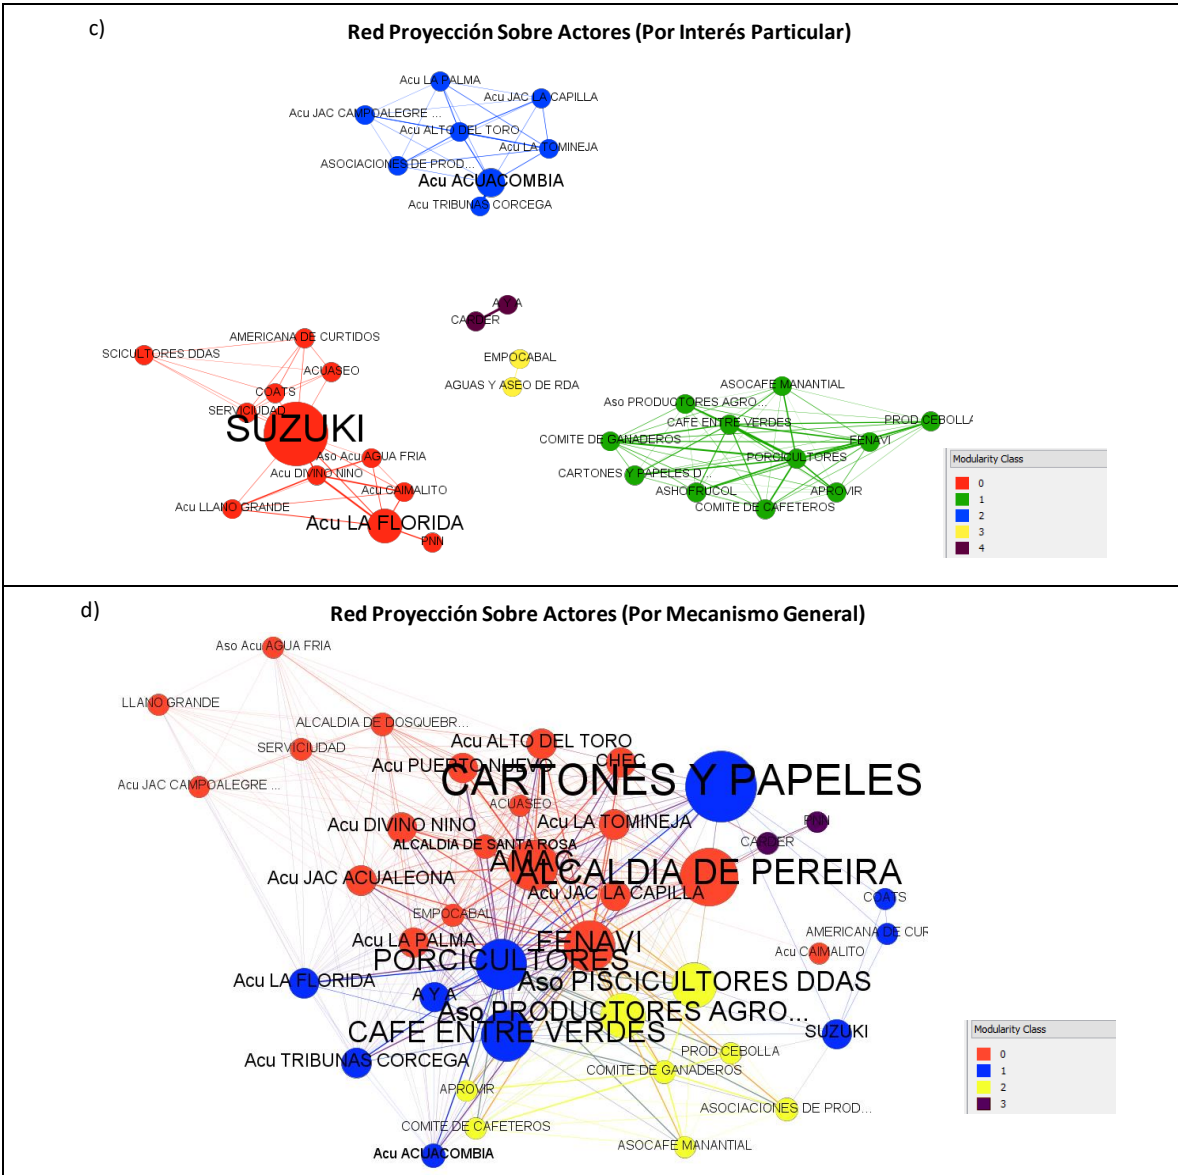 c)
Red Proyección Sobre Actores (Por Interés Particular)
Acu LA PALMA
Acu JAC LA CAPILLA
Acu JAC CAMPOALEGRE ...
Acu ALTO DEL TORO
Acu LA TOMINEJA
ASOCIACIONES DE PROD...
Acu ACUACOMBIA
Acu TRIBUNAS CORCEGA
A Y A
CARDER
EMPOCABAL
AGUAS Y ASEO DE RDA
AMERICANA DE CURTIDOS
SCICULTORES DDAS
ACUASEO
COATS
SERVICIUDAD
SUZUKI
Aso Acu AGUA FRIA
Acu DIVINO NINO
Acu CAIMALITO
Acu LLANO GRANDE
Acu LA FLORIDA
PNN
ASOCAFE MANANTIAL
Aso PRODUCTORES AGRO...
CAFE ENTRE VERDES
PROD CEBOLLA
COMITE DE GANADEROS
FENAVI
PORCICULTORES
CARTONES Y PAPELES D...
ASHOFRUCOL
APROVIR
COMITE DE CAFETEROS
Modularity Class
0
1
2
3
4
d)
Red Proyección Sobre Actores (Por Mecanismo General)
Aso Acu AGUA FRIA
LLANO GRANDE
ALCALDIA DE DOSQUEBR...
SERVICIUDAD
Acu ALTO DEL TORO
Acu PUERTO NUEVO
CHEC
Acu JAC CAMPOALEGRE ...
CARTONES Y PAPELES
ACUASEO
Acu DIVINO NINO
Acu LA TOMINEJA
PNN
ALCALDIA DE SANTA ROSA
CARDER
AMAC
ALCALDIA DE PEREIRA
Acu JAC ACUALEONA
Acu JAC LA CAPILLA
COATS
EMPOCABAL
AMERICANA DE CUR
Acu LA PALMA
FENAVI
Acu CAIMALITO
PORCICULTORES
Acu LA FLORIDA
Aso PISCICULTORES DDAS
A Y A
Aso PRODUCTORES AGRO...
CAFE ENTRE VERDES
SUZUKI
Acu TRIBUNAS CORCEGA
PROD CEBOLLA
COMITE DE GANADEROS
APROVIR
ASOCIACIONES DE PROD...
COMITE DE CAFETEROS
ASOCAFE MANANTIAL
Acu ACUACOMBIA
Modularity Class
0
1
2
3